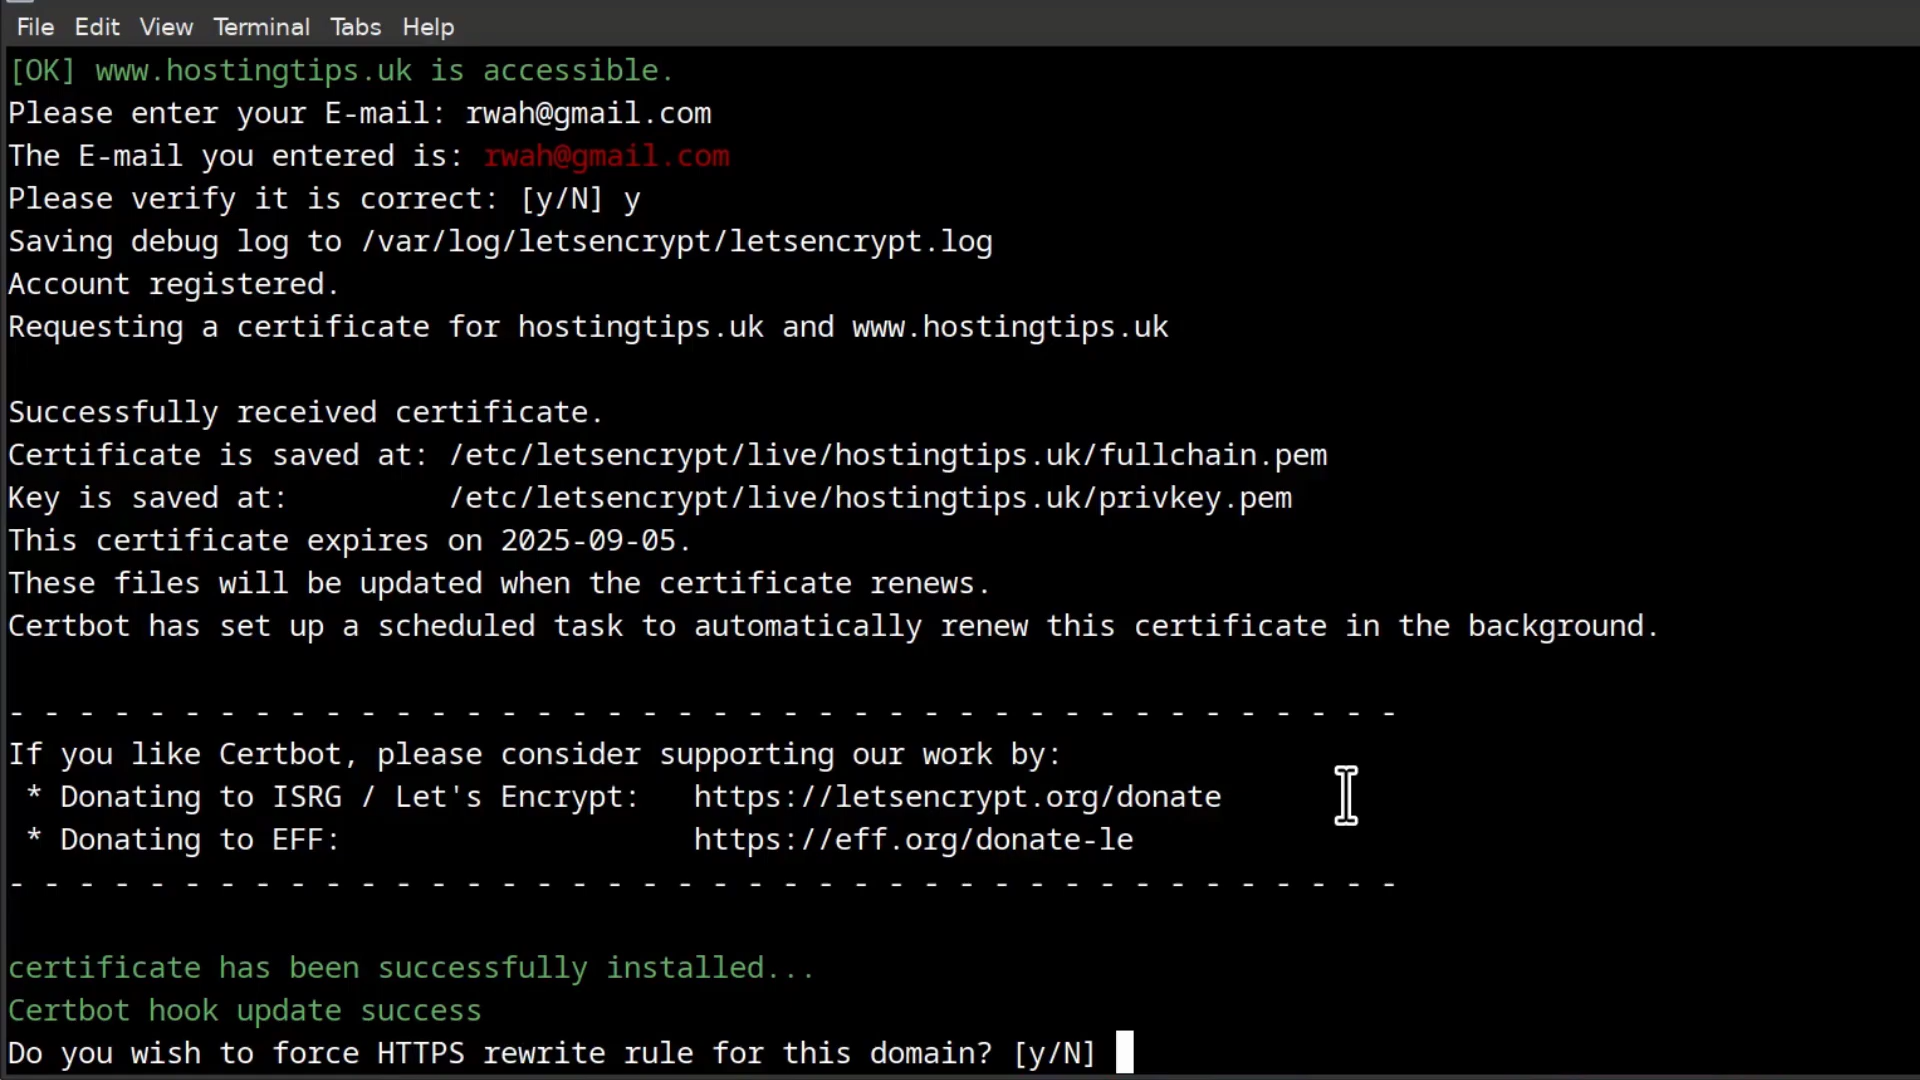 File Edit View Terminal Tabs Help
[OK] www.hostingtips.uk is accessible.
Please enter your E-mail: rwah@gmail.com
The E-mail you entered is: rwah@gmail.com
Please verify it is correct: [y/N] y
Saving debug log to /var/log/letsencrypt/letsencrypt.log
Account registered.
Requesting a certificate for hostingtips.uk and www.hostingtips.uk
Successfully received certificate.
Certificate is saved at: /etc/letsencrypt/live/hostingtips.uk/fullchain.pem
Key is saved at:         /etc/letsencrypt/live/hostingtips.uk/privkey.pem
This certificate expires on 2025-09-05.
These files will be updated when the certificate renews.
Certbot has set up a scheduled task to automatically renew this certificate in the background.
- - - - - - - - - - - - - - - - - - - - - - - - - - - - - - - - - - - - - - - -
If you like Certbot, please consider supporting our work by:
 * Donating to ISRG / Let's Encrypt:   https://letsencrypt.org/donate
 * Donating to EFF:                    https://eff.org/donate-le
- - - - - - - - - - - - - - - - - - - - - - - - - - - - - - - - - - - - - - - -
certificate has been successfully installed...
Certbot hook update success
Do you wish to force HTTPS rewrite rule for this domain? [y/N]